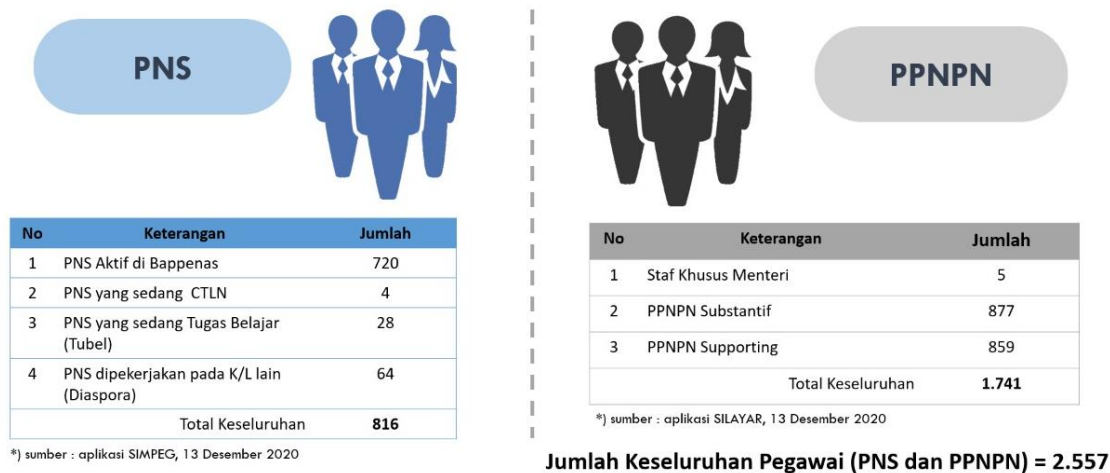 PNS
No Keterangan Jumlah
1 PNS Aktif di Bappenas 720
2 PNS yang sedang CTLN 4
3 PNS yang sedang Tugas Belajar 28
(Tubel)
4 PNS dipekerjakan pada K/L lain 64
(Diaspora)
Total Keseluruhan 816
*) sumber : aplikasi SIMPEG, 13 Desember 2020
PPNPN
No Keterangan Jumlah
1 Staf Khusus Menteri 5
2 PPNPN Substantif 877
3 PPNPN Supporting 859
Total Keseluruhan 1.741
*) sumber : aplikasi SILAYAR, 13 Desember 2020
Jumlah Keseluruhan Pegawai (PNS dan PPNPN) = 2.557